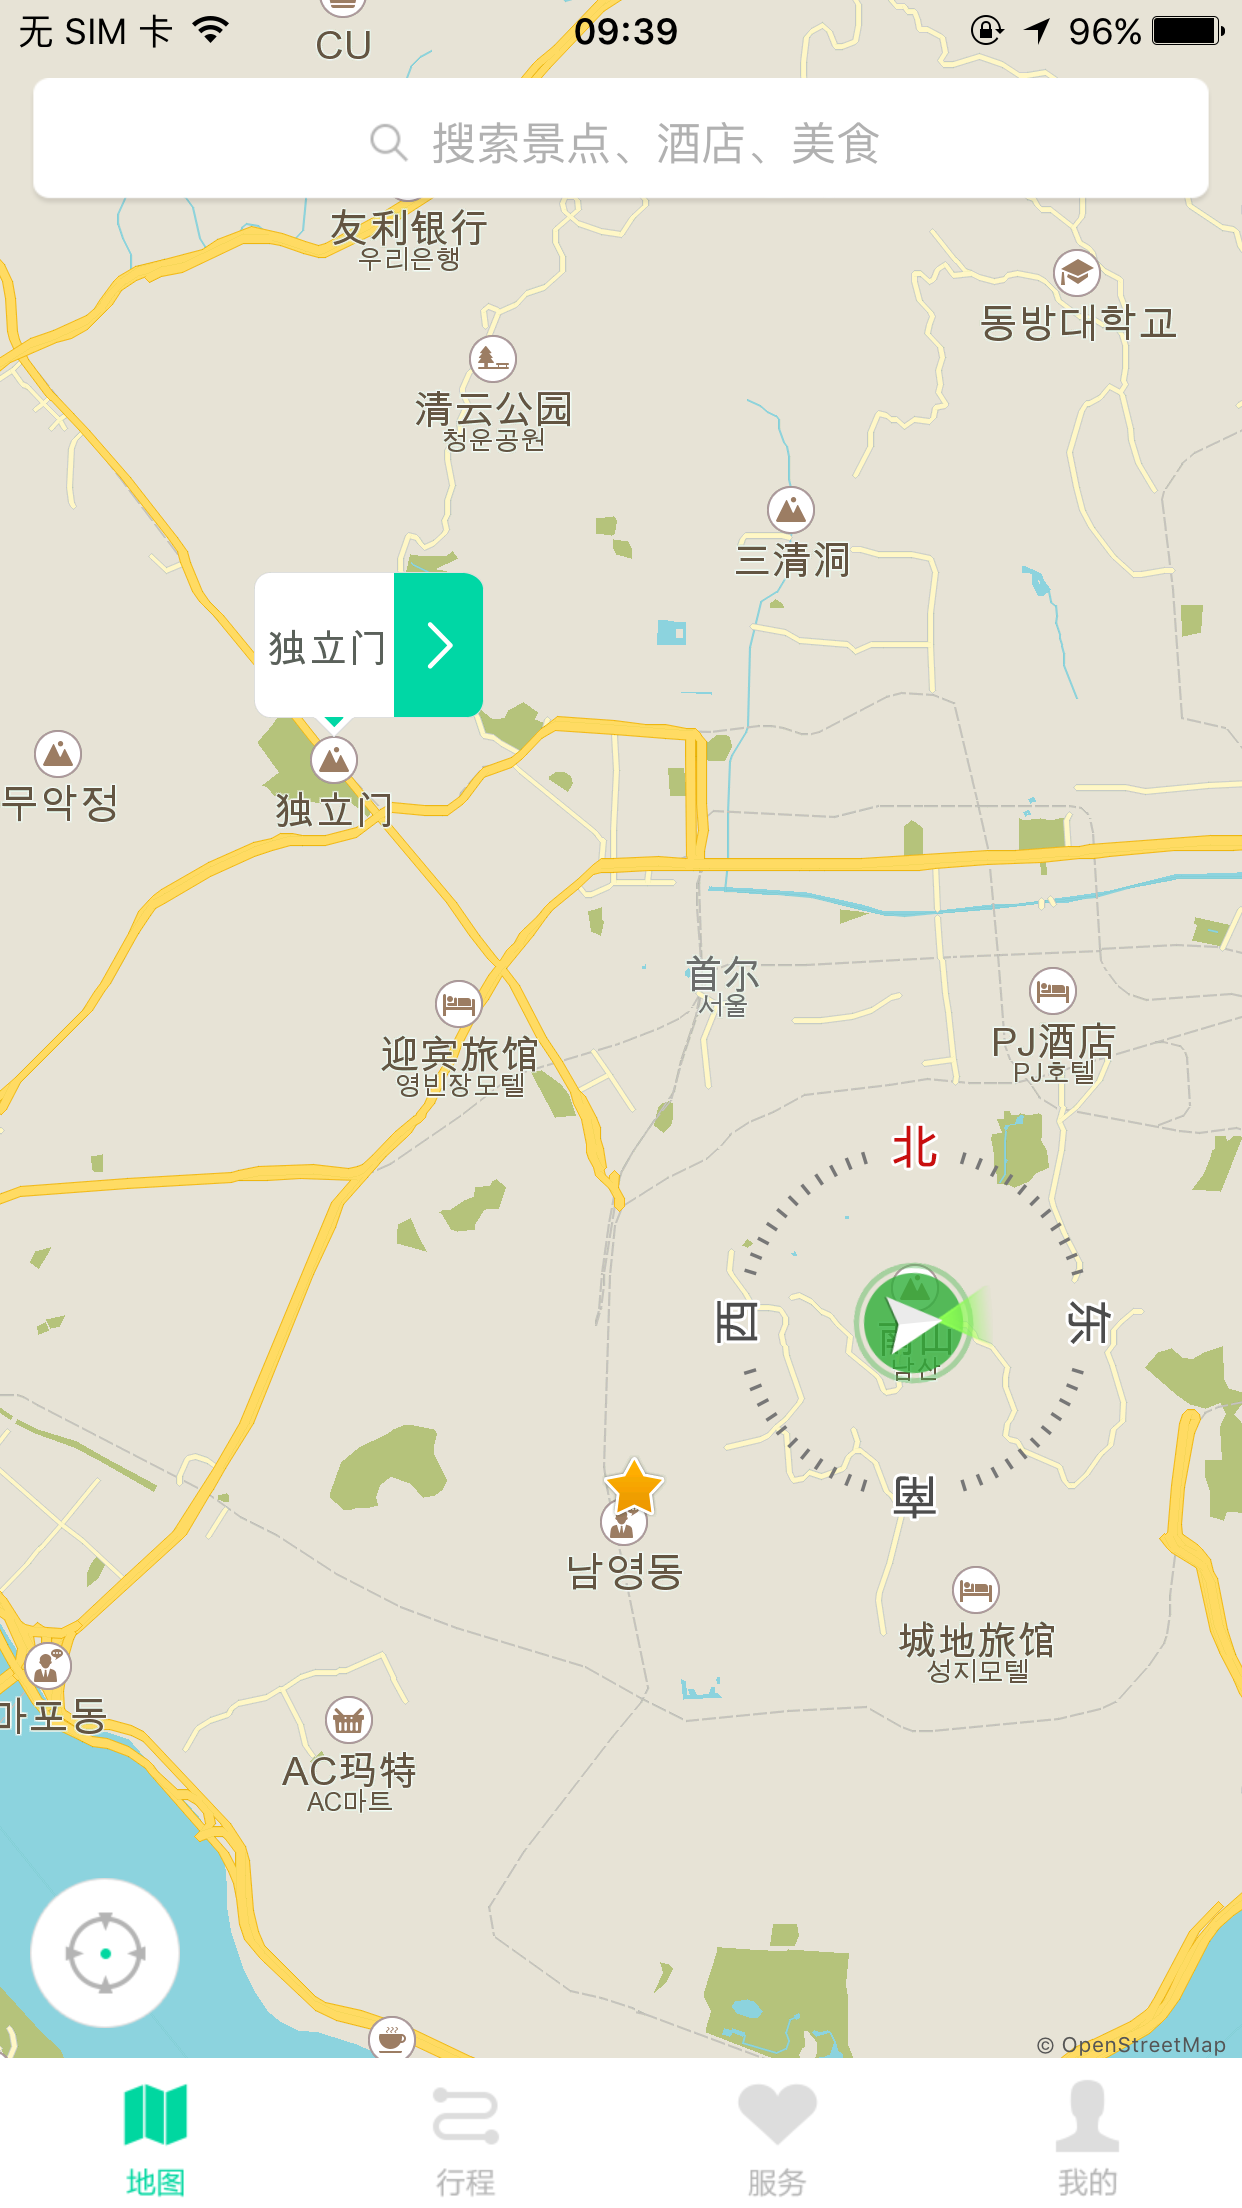 无 SIM 卡
09:39
96%
CU
搜索景点、酒店、美食
友利银行
우리은행
동방대학교
清云公园
청운공원
三清洞
独立门
무악정
独立门
首尔
서울
迎宾旅馆
영빈장모텔
PJ酒店
PJ호텔
北
西
东
南山
남산
南
남영동
城地旅馆
성지모텔
마포동
AC玛特
AC마트
© OpenStreetMap
地图
行程
服务
我的